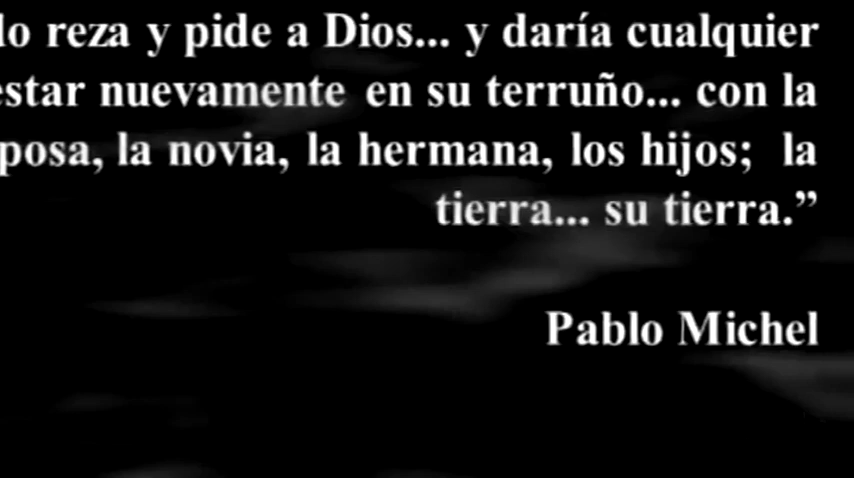 lo reza y pide a Dios... y daría cualquier
estar nuevamente en su terruño... con la
posa, la novia, la hermana, los hijos; la
tierra... su tierra.”
Pablo Michel